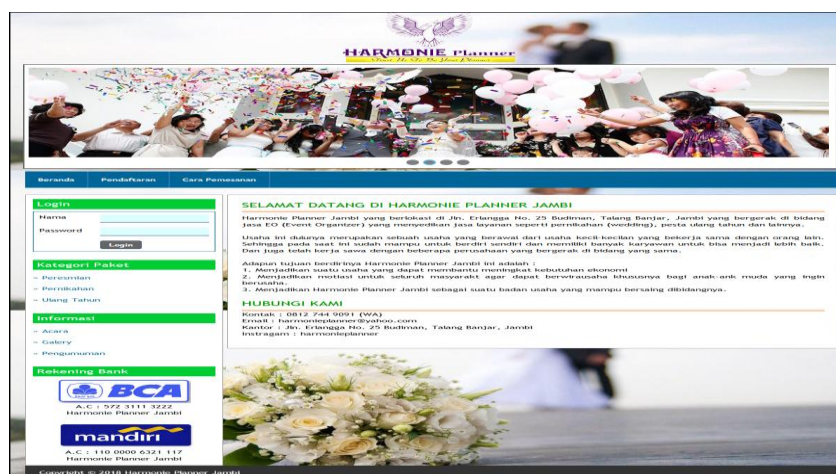 HARMONIE Planner
Trust Us To Be Your Planner
Beranda Pendaftaran Cara Pemesanan
Login
Nama
Password
Login
Kategori Paket
~ Peresmian
~ Pernikahan
~ Ulang Tahun
Informasi
~ Acara
~ Galery
~ Pengumuman
Rekening Bank
BCA
A.C : 572 3111 3222
Harmonie Planner Jambi
mandiri
A.C : 110 0000 6321 117
Harmonie Planner Jambi
SELAMAT DATANG DI HARMONIE PLANNER JAMBI
Harmonie Planner Jambi yang berlokasi di Jln. Erlangga No. 25 Budiman, Talang Banjar, Jambi yang bergerak di bidang
jasa EO (Event Organizer) yang menyedikan jasa layanan seperti pernikahan (wedding), pesta ulang tahun dan lainnya.
Usaha ini dulunya merupakan sebuah usaha yang berawal dari usaha kecil-kecilan yang bekerja sama dengan orang lain.
Sehingga pada saat ini sudah mampu untuk berdiri sendiri dan memiliki banyak karyawan untuk bisa menjadi lebih baik.
Dan juga telah kerja sawa dengan beberapa perusahaan yang bergerak di bidang yang sama.
Adapun tujuan berdirinya Harmonie Planner Jambi ini adalah :
1. Menjadikan suatu usaha yang dapat membantu meningkat kebutuhan ekonomi
2. Menjadikan motiasi untuk seluruh masyarakt agar dapat berwirausaha khususnya bagi anak-anik muda yang ingin
berusaha.
3. Menjadikan Harmonie Planner Jambi sebagai suatu badan usaha yang mampu bersaing dibidangnya.
HUBUNGI KAMI
Kontak : 0812 744 9091 (WA)
Email : harmonieplanner@yahoo.com
Kantor : Jln. Erlangga No. 25 Budiman, Talang Banjar, Jambi
Instragam : harmonieplanner
Copyright © 2018 Harmonie Planner Jambi